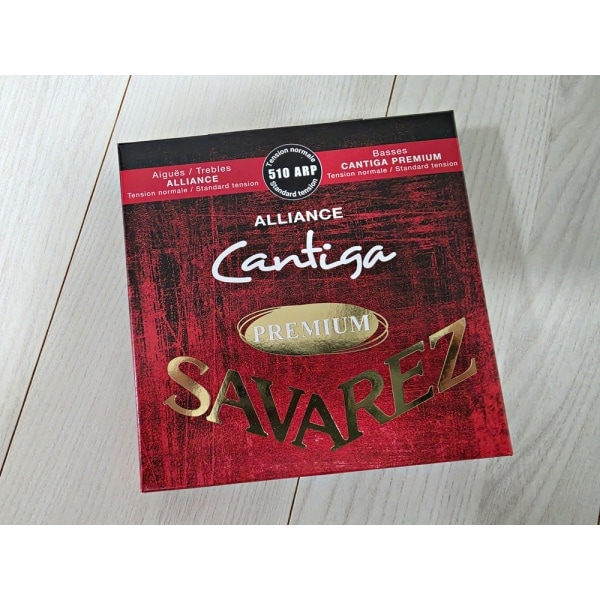 Aiguës / Trebles
ALLIANCE
Tension normale / Standard tension
Tension normale
510 ARP
Standard tension
Basses
CANTIGA PREMIUM
Tension normale / Standard tension
ALLIANCE
Cantiga
PREMIUM
SAVAREZ